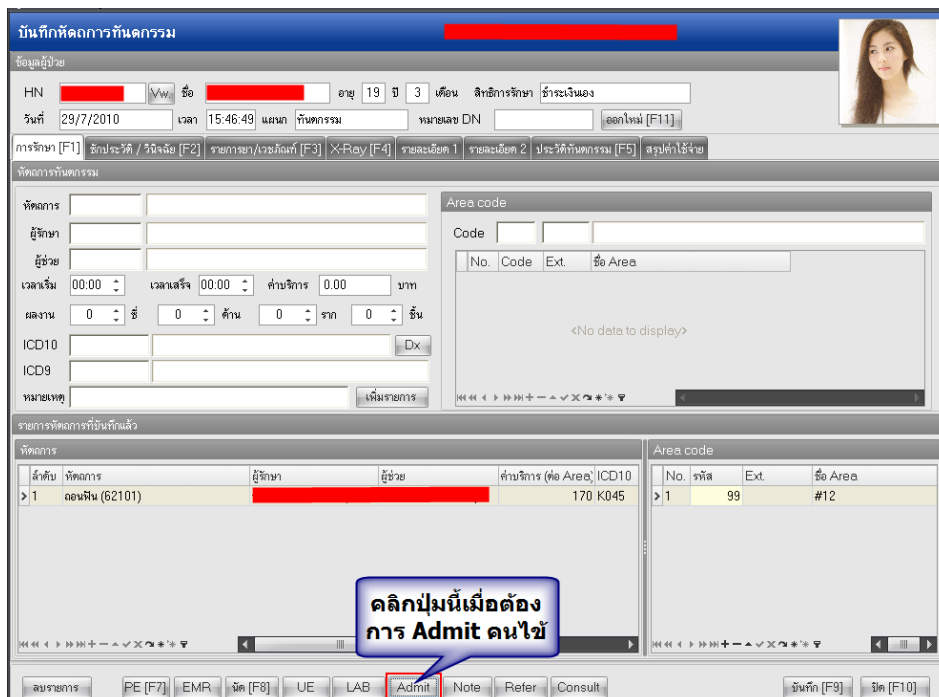 บันทึกหัตถการทันตกรรม
ข้อมูลผู้ป่วย
HN Vw. ชื่อ อายุ 19 ปี 3 เดือน สิทธิการรักษา ชำระเงินเอง
วันที่ 29/7/2010 เวลา 15:46:49 แผนก ทันตกรรม หมายเลข DN ออกใหม่ [F11]
การรักษา [F1] ซักประวัติ / วินิจฉัย [F2] รายการยา/เวชภัณฑ์ [F3] X-Ray [F4] รายละเอียด 1 รายละเอียด 2 ประวัติทันตกรรม [F5] สรุปค่าใช้จ่าย
หัตถการทันตกรรม
หัตถการ
ผู้รักษา
ผู้ช่วย
เวลาเริ่ม 00:00 เวลาเสร็จ 00:00 ค่าบริการ 0.00 บาท
ผลงาน 0 ซี่ 0 ด้าน 0 ราก 0 ชิ้น
ICD10 Dx
ICD9
หมายเหตุ เพิ่มรายการ
Area code
Code
No. Code Ext. ชื่อ Area
<No data to display>
รายการหัตถการที่บันทึกแล้ว
หัตถการ
ลำดับ หัตถการ ผู้รักษา ผู้ช่วย ค่าบริการ (ต่อ Area) ICD10
1 ถอนฟัน (62101) 170 K045
Area code
No. รหัส Ext. ชื่อ Area
1 99 #12
คลิกปุ่มนี้เมื่อต้อง
การ Admit คนไข้
ลบรายการ PE [F7] EMR นัด [F8] UE LAB Admit Note Refer Consult บันทึก [F9] ปิด [F10]